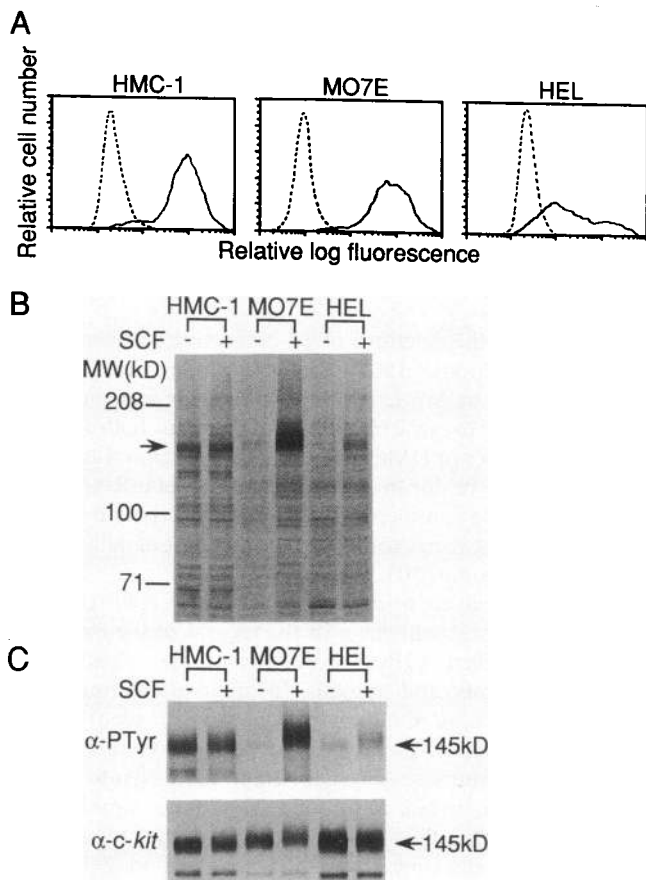 A
HMC-1 MO7E HEL
Relative cell number
Relative log fluorescence
B
HMC-1 MO7E HEL
SCF - + - + - +
MW(kD)
208
100
71
C
HMC-1 MO7E HEL
SCF - + - + - +
α-PTyr 145kD
α-c-kit 145kD